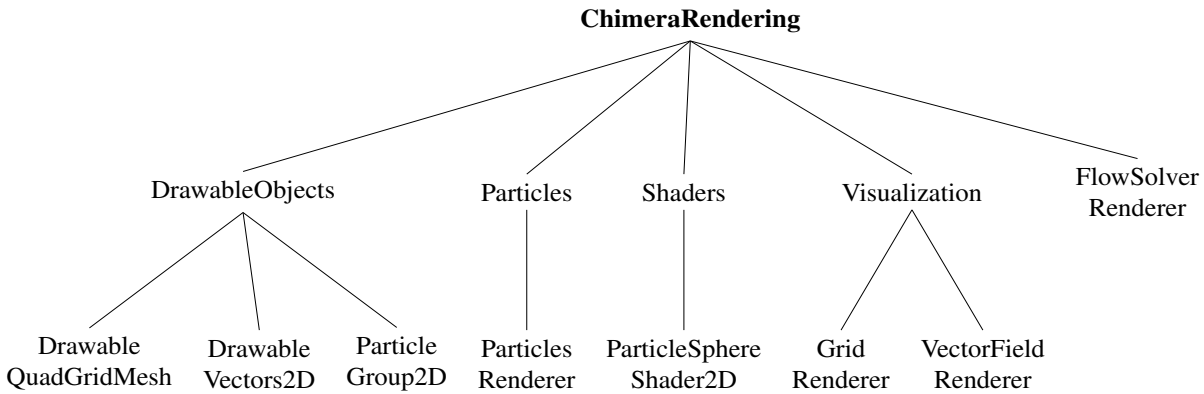 ChimeraRendering
DrawableObjects
Particles
Shaders
Visualization
FlowSolver
Renderer
Drawable
QuadGridMesh
Drawable
Vectors2D
Particle
Group2D
Particles
Renderer
ParticleSphere
Shader2D
Grid
Renderer
VectorField
Renderer